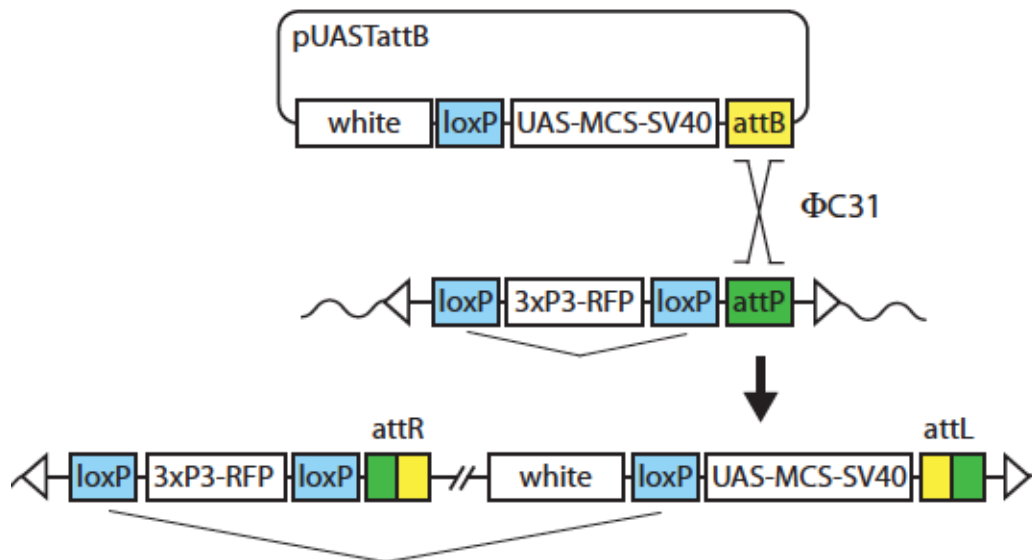 pUASTattB
white loxP UAS-MCS-SV40 attB
ΦC31
loxP 3xP3-RFP loxP attP
attR attL
loxP 3xP3-RFP loxP white loxP UAS-MCS-SV40